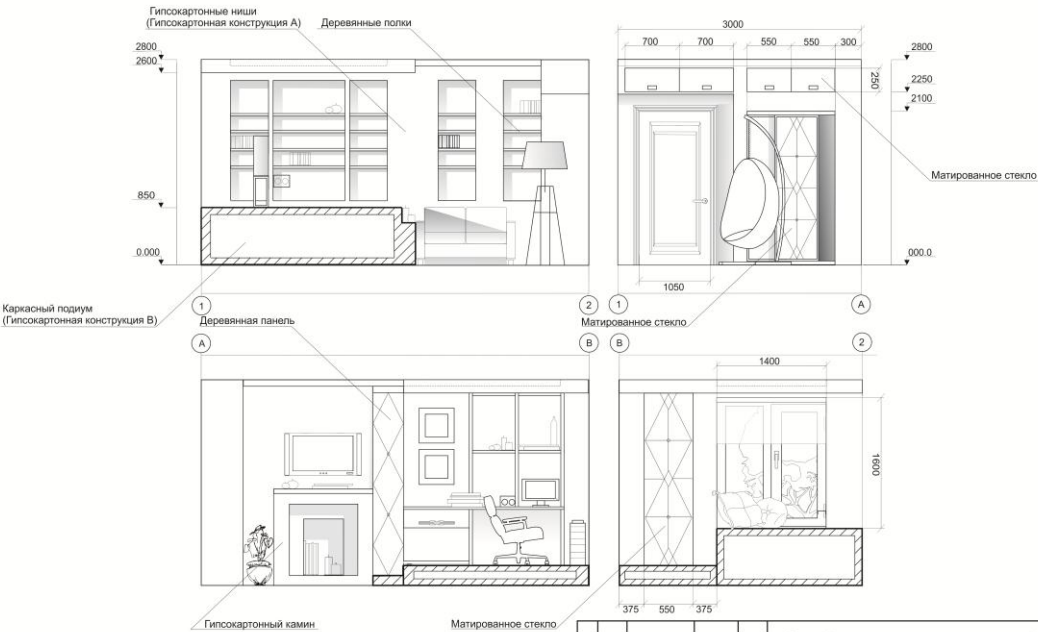 Гипсокартонные ниши
(Гипсокартонная конструкция А)
Деревянные полки
2800
2600
850
0.000
Каркасный подиум
(Гипсокартонная конструкция В)
1
2
3000
700
700
550
550
300
250
2800
2250
2100
Матированное стекло
000.0
1050
1
А
Матированное стекло
Деревянная панель
А
В
Гипсокартонный камин
В
2
1400
1600
375
550
375
Матированное стекло